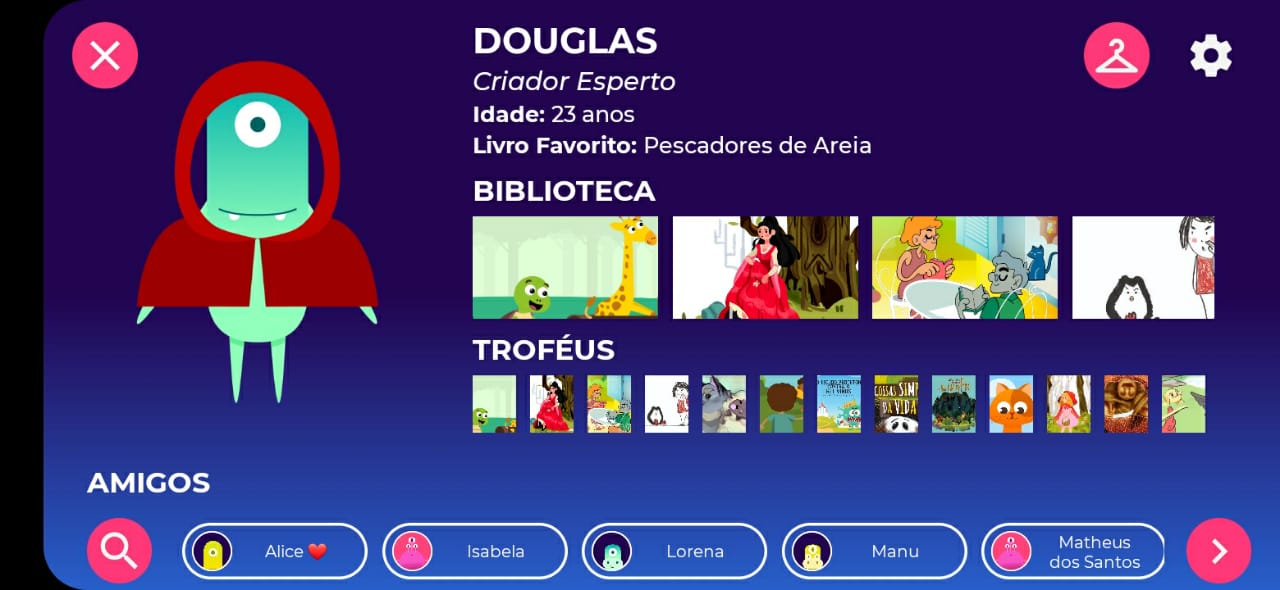 DOUGLAS
Criador Esperto
Idade: 23 anos
Livro Favorito: Pescadores de Areia
BIBLIOTECA
TROFÉUS
COISAS SIMP
DA VIDA
AMIGOS
Alice ❤️
Isabela
Lorena
Manu
Matheus
dos Santos